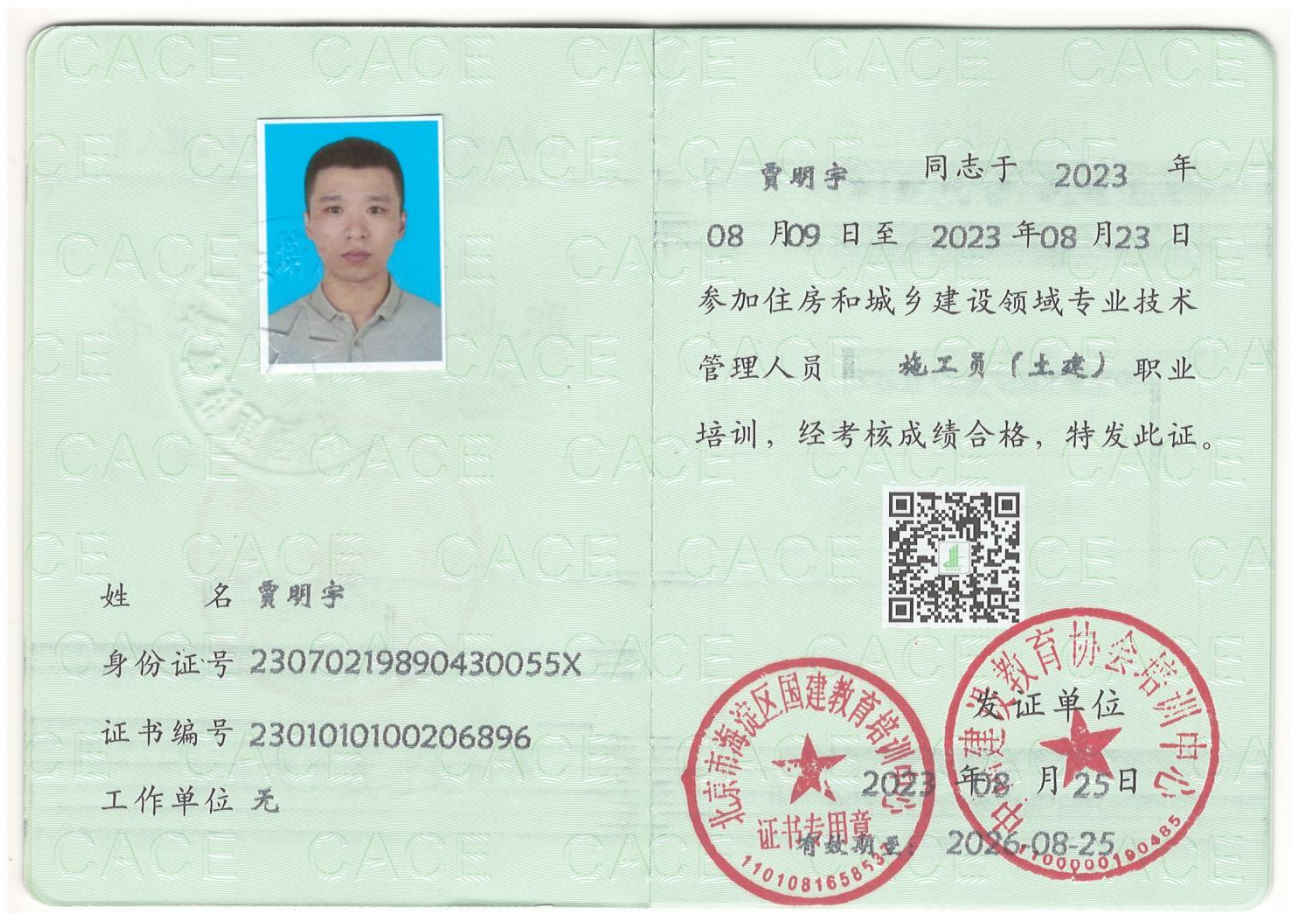 姓 名 贾明宇
身份证号 23070219890430055X
证书编号 2301010100206896
工作单位 无
贾明宇 同志于 2023 年
08 月09 日至 2023 年08 月23 日
参加住房和城乡建设领域专业技术
管理人员 施工员（土建）职业
培训，经考核成绩合格，特发此证。
发证单位
2023 年08 月25日
有效期至：2026-08-25
北京市海淀区国建教育培训中心
证书专用章
中国建设教育协会培训中心
1100000190485
CACE